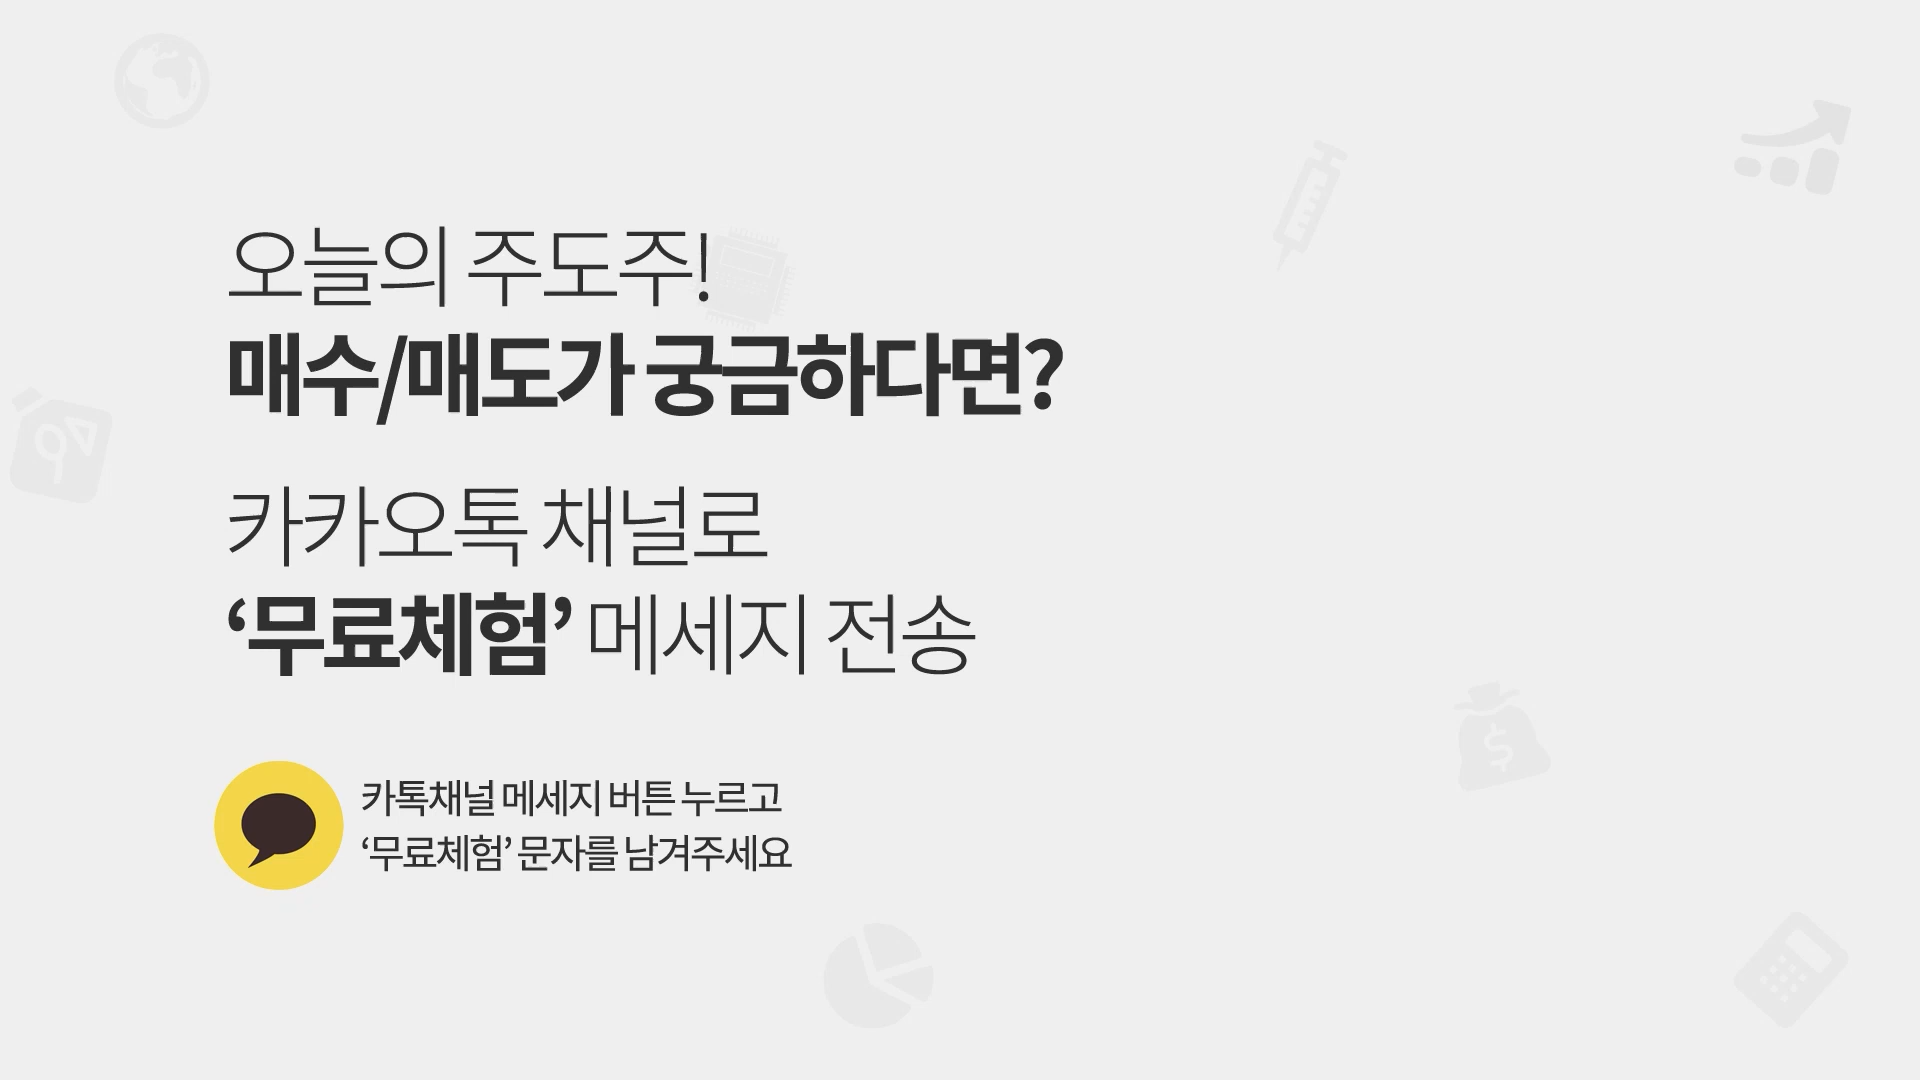 오늘의 주도주!
매수/매도가 궁금하다면?
카카오톡 채널로
‘무료체험’ 메세지 전송
카톡채널 메세지 버튼 누르고
‘무료체험’ 문자를 남겨주세요